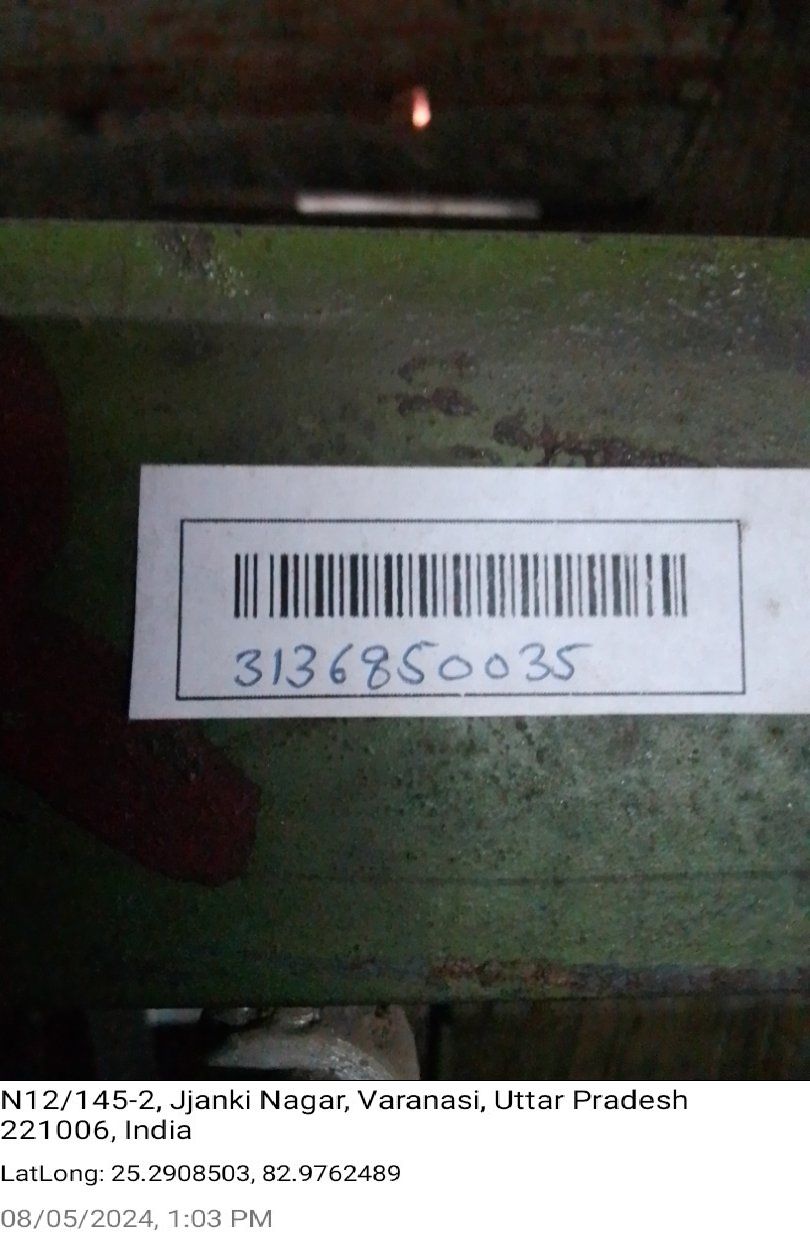 3136850035
N12/145-2, Jjanki Nagar, Varanasi, Uttar Pradesh
221006, India
LatLong: 25.2908503, 82.9762489
08/05/2024, 1:03 PM